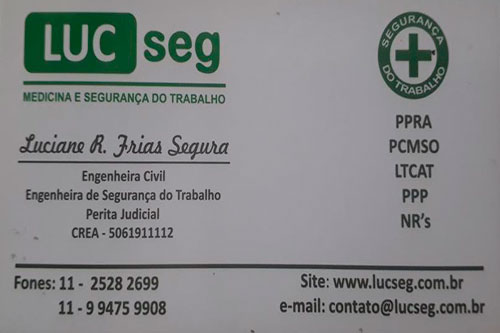 LUC seg
MEDICINA E SEGURANÇA DO TRABALHO
Luciane R. Frias Segura
Engenheira Civil
Engenheira de Segurança do Trabalho
Perita Judicial
CREA - 5061911112
SEGURANÇA
DO TRABALHO
PPRA
PCMSO
LTCAT
PPP
NR's
Fones: 11 - 2528 2699
11 - 9 9475 9908
Site: www.lucseg.com.br
e-mail: contato@lucseg.com.br